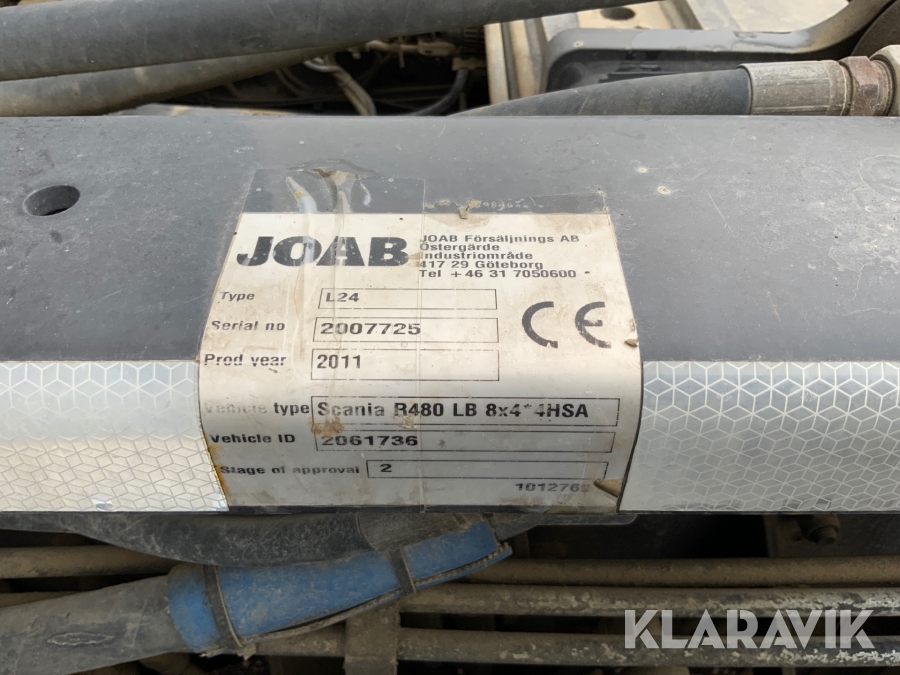 JOAB
JOAB Försäljnings AB
Östergärde
Industriområde
417 29 Göteborg
Tel +46 31 7050600
Type L24
Serial no 2007725
Prod year 2011
CE
Vehicle type Scania R480 LB 8x4*4HSA
Vehicle ID 2061736
Stage of approval 2
KLARAVIK